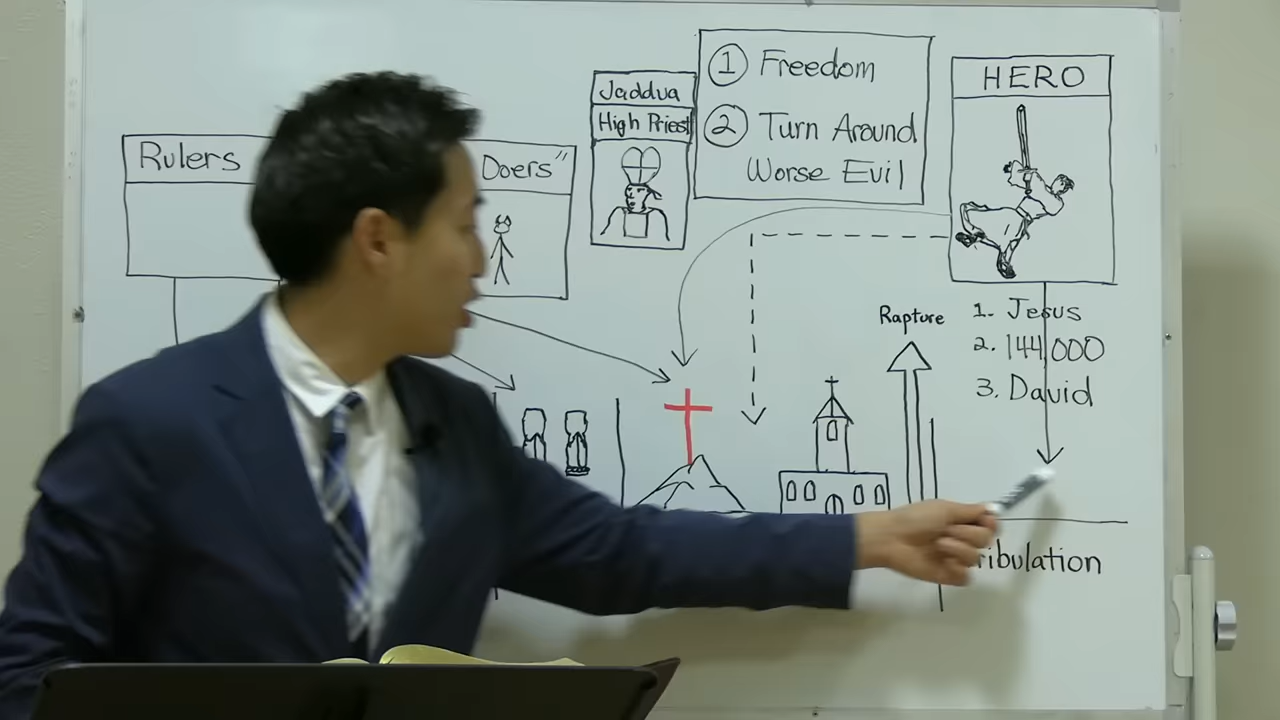 Rulers
Doers"
Jaddua
High Priest
1 Freedom
2 Turn Around
Worse Evil
HERO
Rapture
1. Jesus
2. 144,000
3. David
ribulation